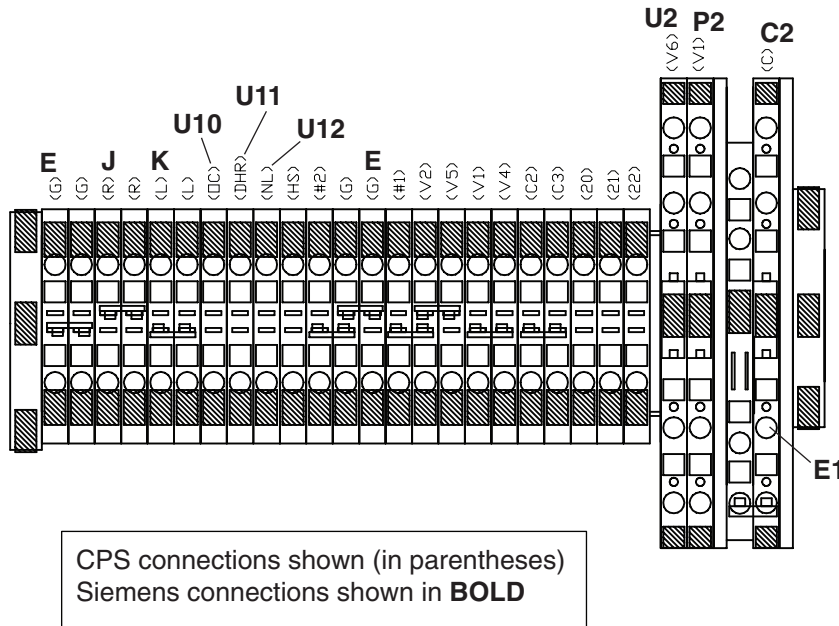 U2 P2 C2
(V6) (V1) (C)
U11
U10 U12
E J K E
(G) (G) (R) (R) (L) (L) (OC) (DHR) (NL) (HS) (#2) (G) (G) (#1) (V2) (V5) (V1) (V4) (C2) (C3) (20) (21) (22)
E1
CPS connections shown (in parentheses)
Siemens connections shown in BOLD